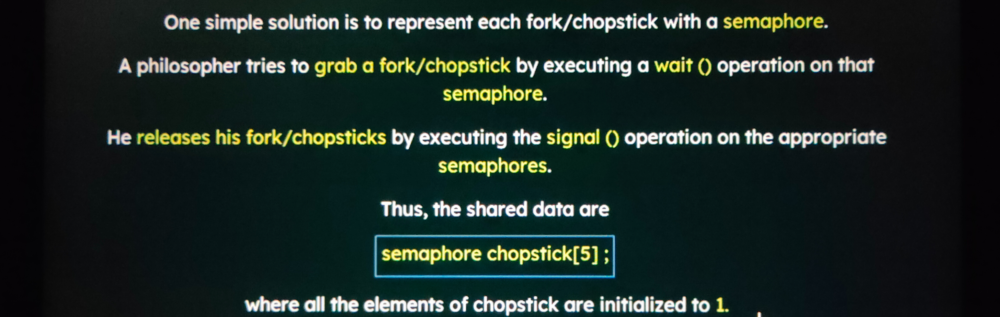 One simple solution is to represent each fork/chopstick with a semaphore.
A philosopher tries to grab a fork/chopstick by executing a wait () operation on that
semaphore.
He releases his fork/chopsticks by executing the signal () operation on the appropriate
semaphores.
Thus, the shared data are
semaphore chopstick[5] ;
where all the elements of chopstick are initialized to 1.